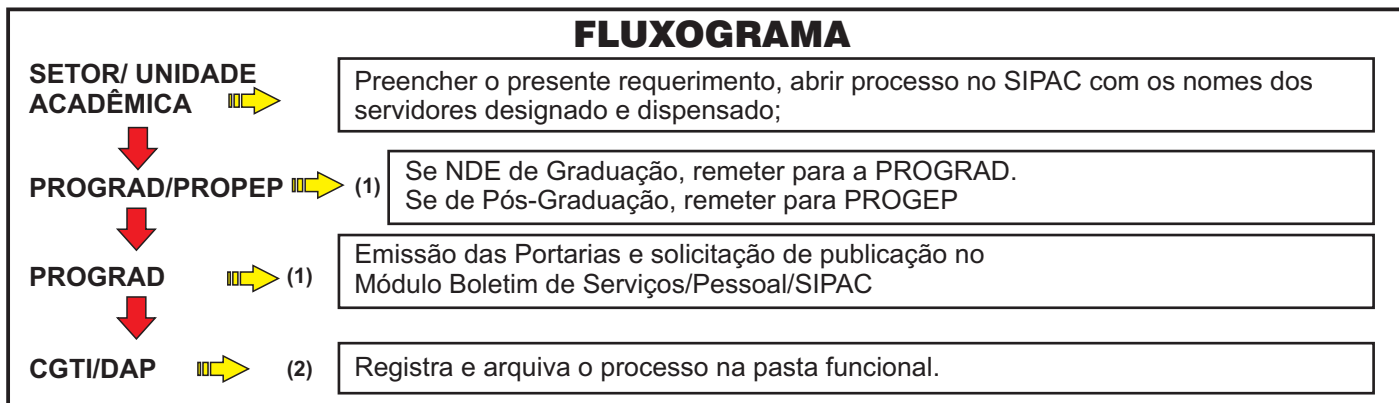 FLUXOGRAMA
SETOR/ UNIDADE
ACADÊMICA
Preencher o presente requerimento, abrir processo no SIPAC com os nomes dos
servidores designado e dispensado;
PROGRAD/PROPEP
(1)
Se NDE de Graduação, remeter para a PROGRAD.
Se de Pós-Graduação, remeter para PROGEP
PROGRAD
(1)
Emissão das Portarias e solicitação de publicação no
Módulo Boletim de Serviços/Pessoal/SIPAC
CGTI/DAP
(2)
Registra e arquiva o processo na pasta funcional.